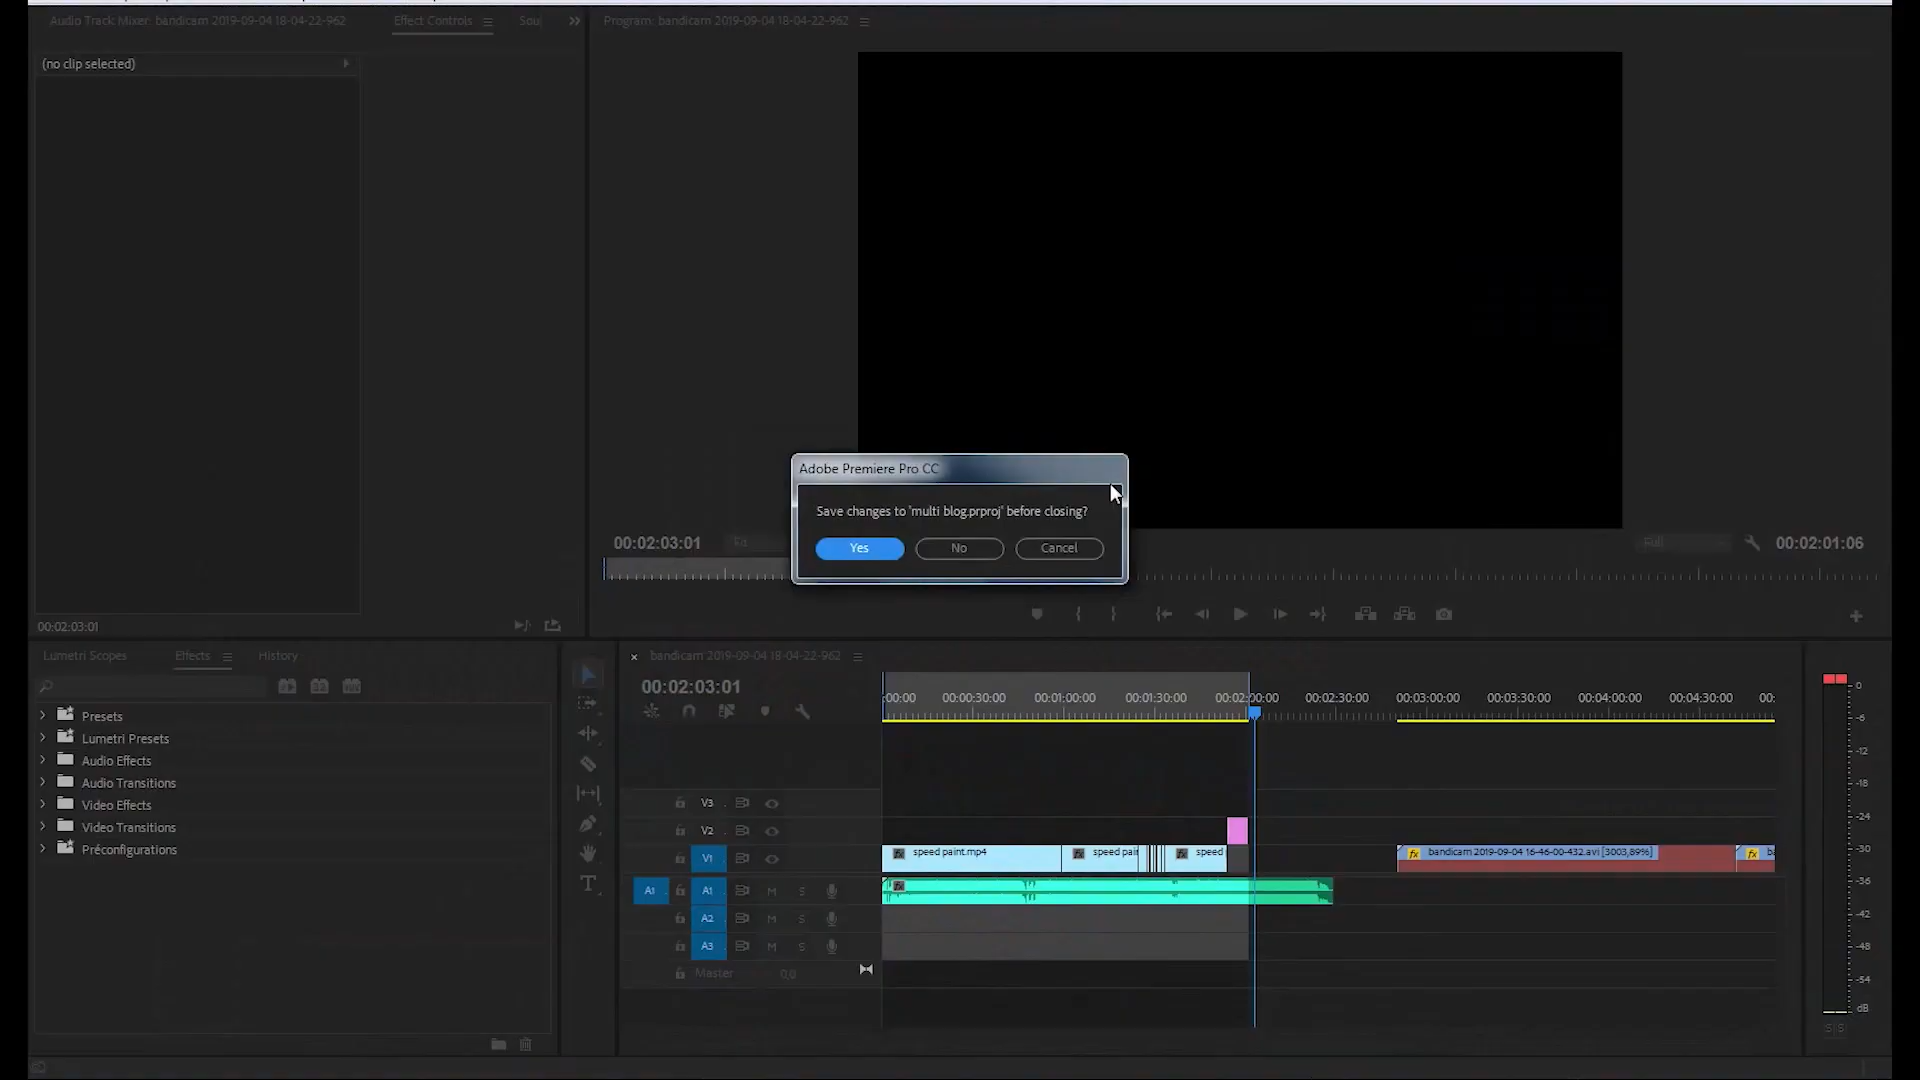 Audio Track Mixer: bandicam 2019-09-04 18-04-22-962
Effect Controls
Sou
Program: bandicam 2019-09-04 18-04-22-962
(no clip selected)
Adobe Premiere Pro CC
Save changes to 'multi blog.prproj' before closing?
Yes
No
Cancel
00:02:03:01
Full
00:02:01:06
00:02:03:01
Lumetri Scopes
Effects
History
Presets
Lumetri Presets
Audio Effects
Audio Transitions
Video Effects
Video Transitions
Préconfigurations
bandicam 2019-09-04 18-04-22-962
00:02:03:01
:00:00
00:00:30:00
00:01:00:00
00:01:30:00
00:02:00:00
00:02:30:00
00:03:00:00
00:03:30:00
00:04:00:00
00:04:30:00
00:
V3
V2
V1
speed paint.mp4
speed pai
speed
bandicam 2019-09-04 16-46-00-432.avi [3003,89%]
ba
A1
A1
M
S
A2
M
S
A3
M
S
Master
0,0
0
-6
-12
-18
-24
-30
-36
-42
-48
-54
dB
S
S